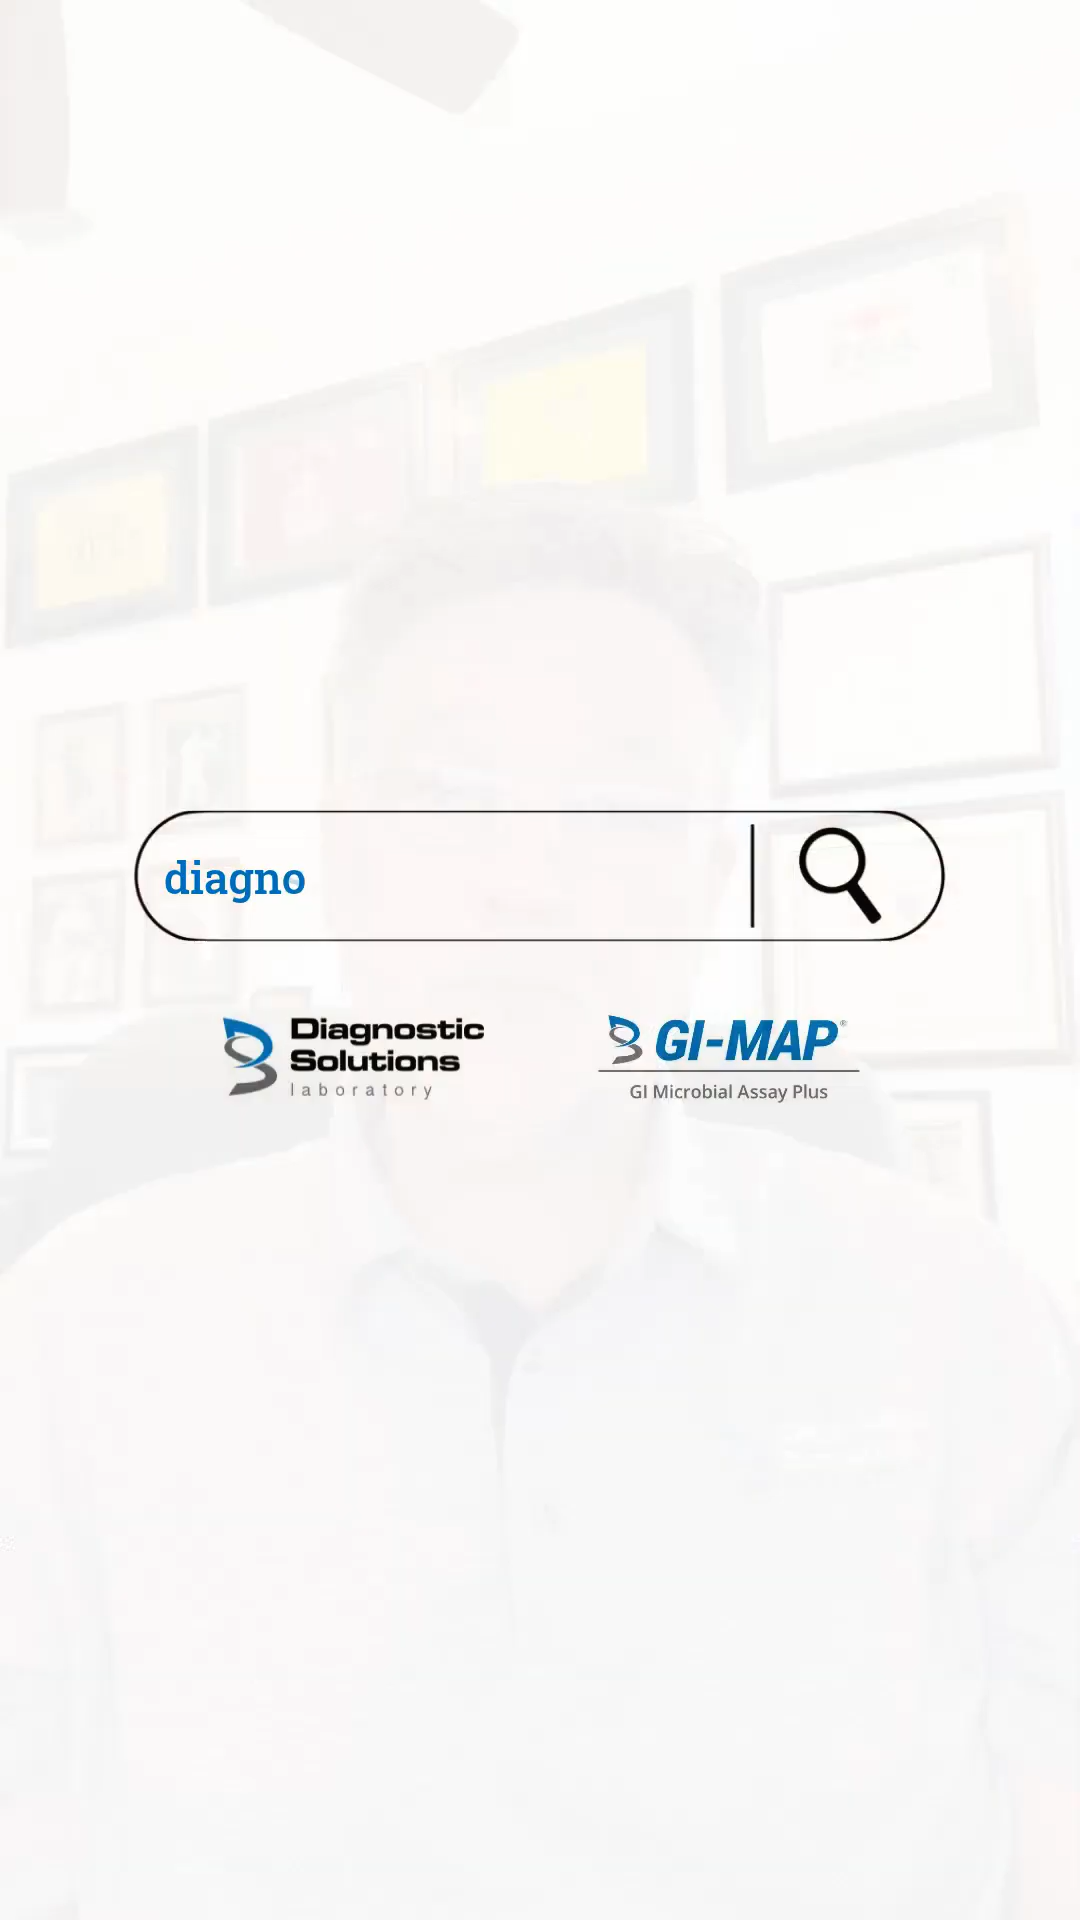 diagno
Diagnostic
Solutions
laboratory
GI-MAP®
GI Microbial Assay Plus